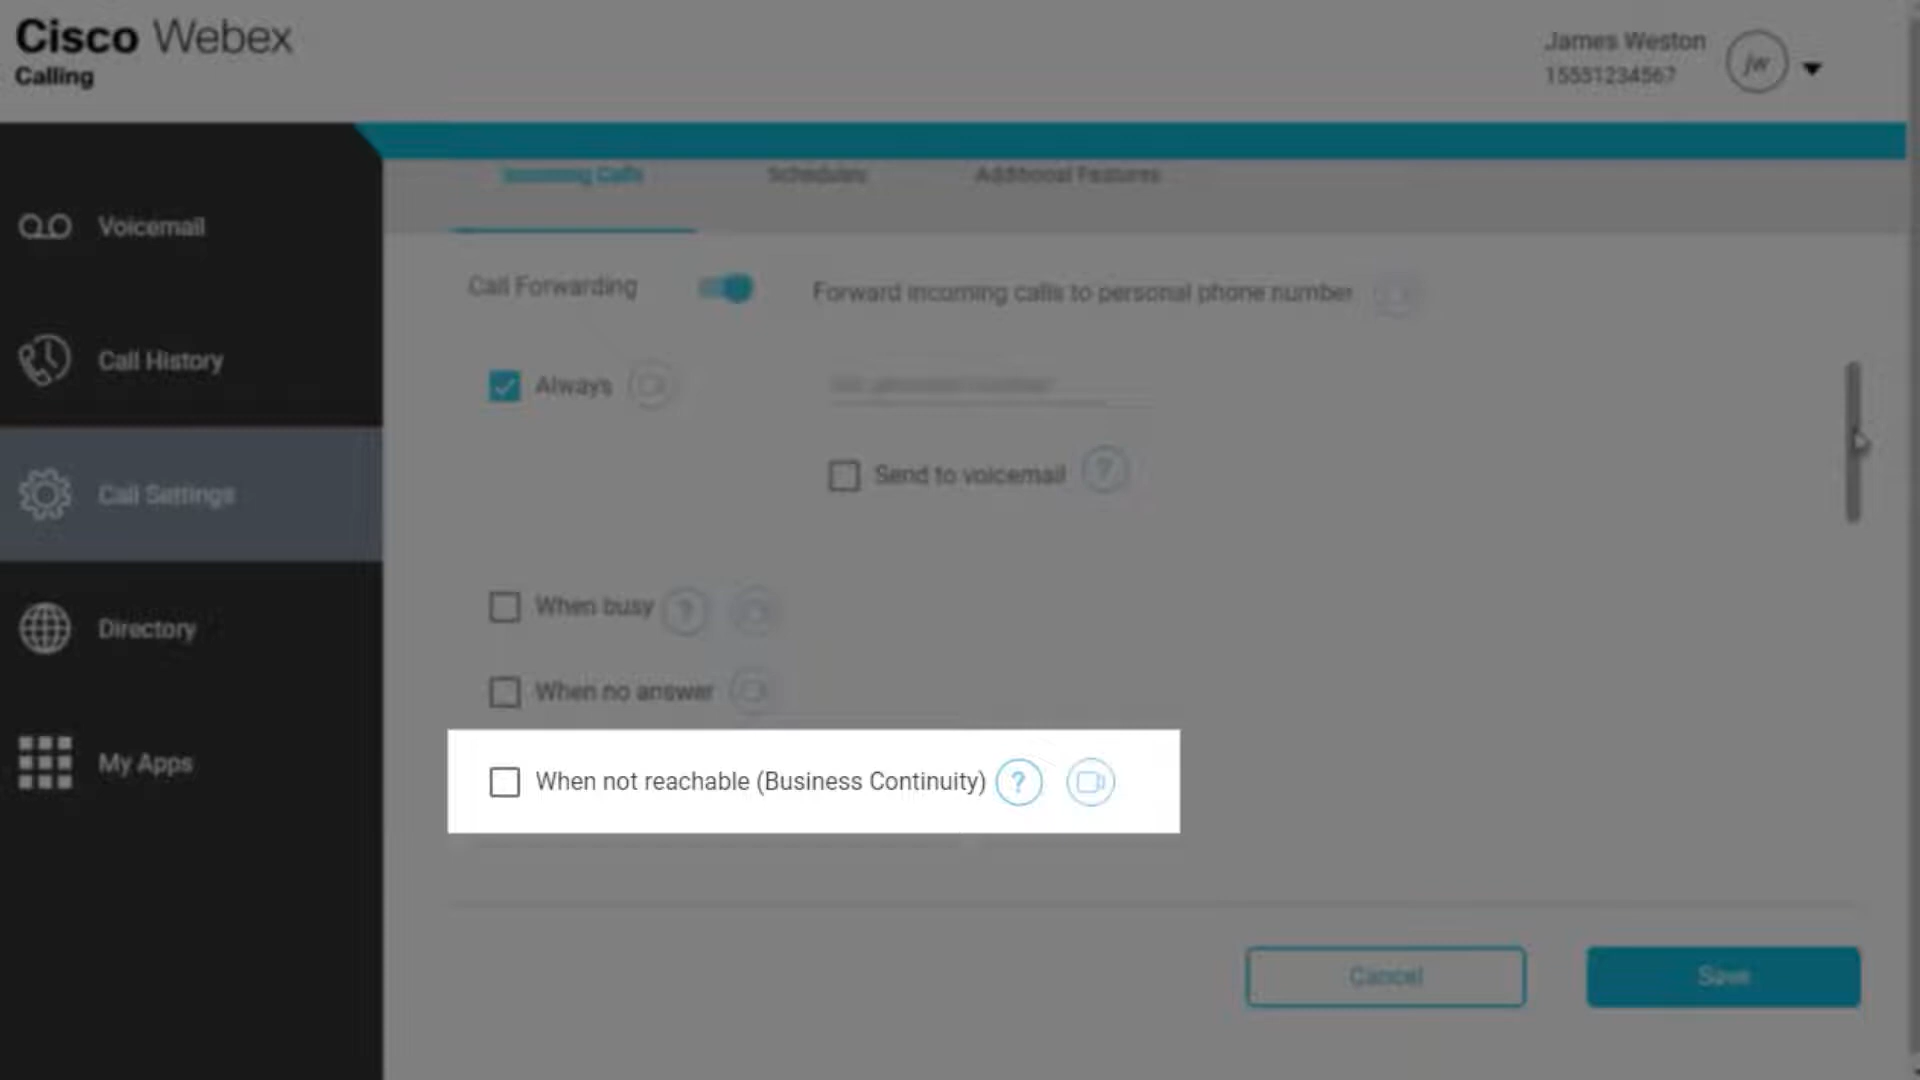 Cisco Webex
Calling
James Weston
15551234567
jw
Incoming Calls
Schedules
Additional Features
Voicemail
Call History
Call Settings
Directory
My Apps
Call Forwarding
Forward incoming calls to personal phone number
Always
Send to voicemail ?
When busy ?
When no answer
When not reachable (Business Continuity) ?
Cancel
Save